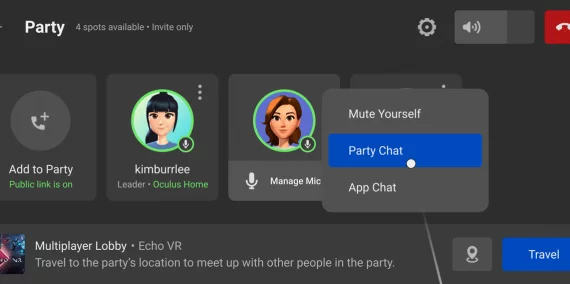 Party 4 spots available • Invite only
Mute Yourself
Party Chat
App Chat
Add to Party
Public link is on
kimburrlee
Leader • Oculus Home
Manage Mic
Multiplayer Lobby • Echo VR
Travel to the party's location to meet up with other people in the party.
Travel